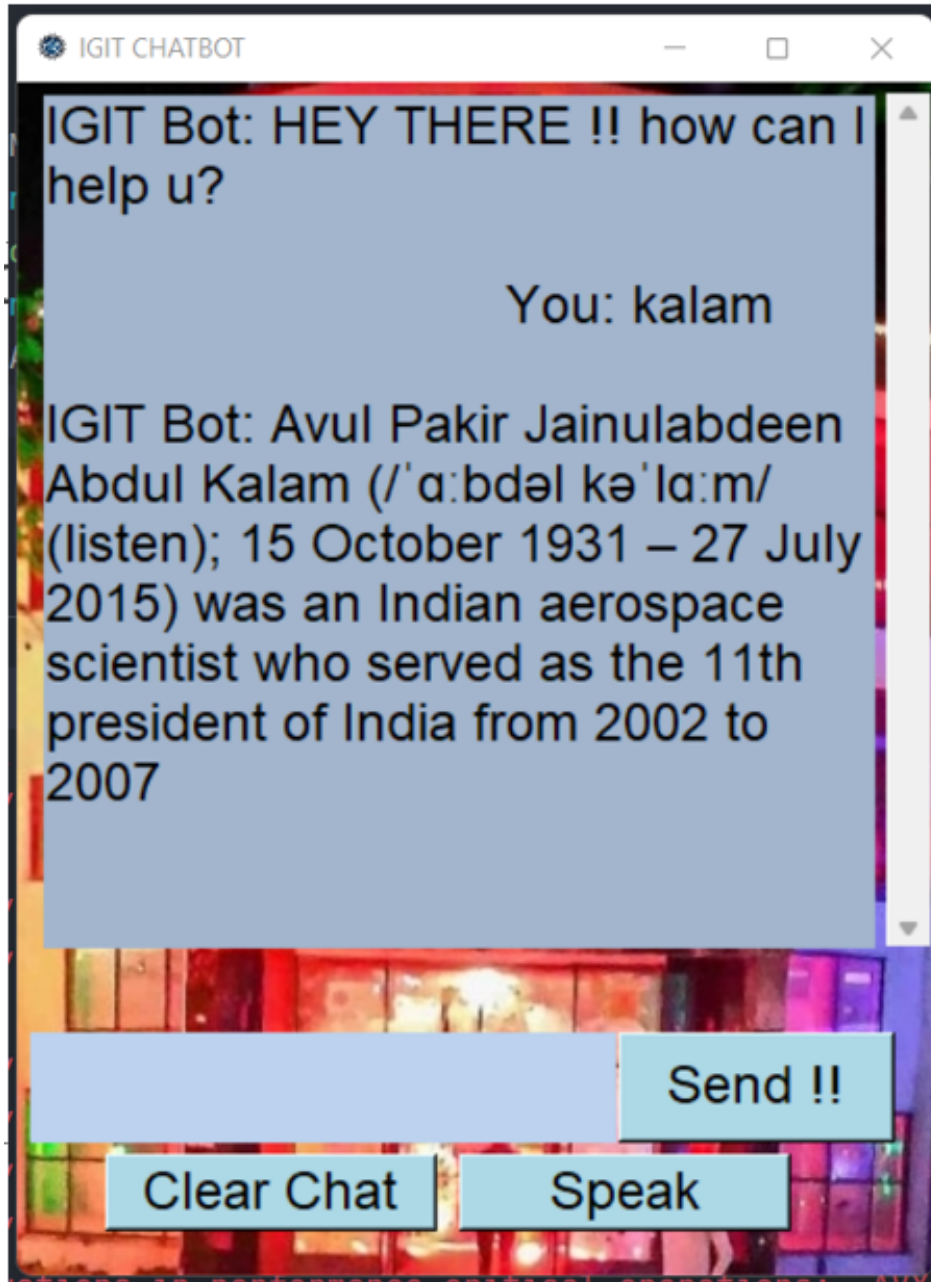 IGIT CHATBOT
IGIT Bot: HEY THERE !! how can I
help u?
You: kalam
IGIT Bot: Avul Pakir Jainulabdeen
Abdul Kalam (/ˈɑːbdəl kəˈlɑːm/
(listen); 15 October 1931 – 27 July
2015) was an Indian aerospace
scientist who served as the 11th
president of India from 2002 to
2007
Send !!
Clear Chat
Speak